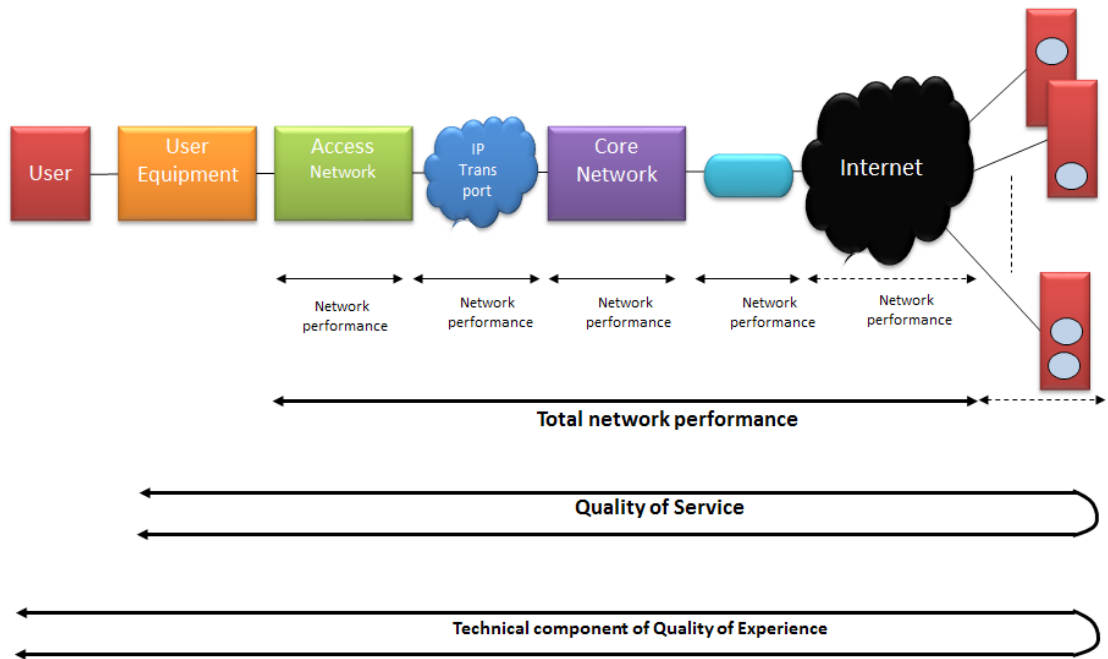 User
User
Equipment
Access
Network
IP
Trans
port
Core
Network
Internet
Network
performance
Network
performance
Network
performance
Network
performance
Network
performance
Total network performance
Quality of Service
Technical component of Quality of Experience